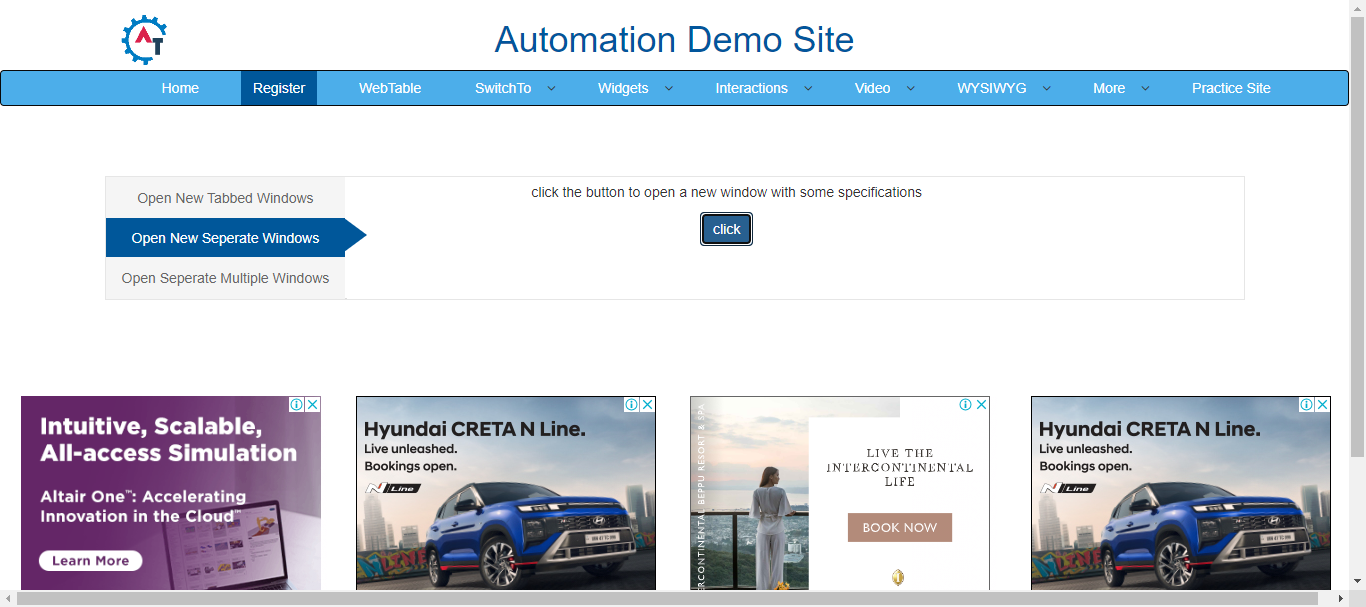 AT
Automation Demo Site
Home Register WebTable SwitchTo Widgets Interactions Video WYSIWYG More Practice Site
Open New Tabbed Windows
Open New Seperate Windows
Open Seperate Multiple Windows
click the button to open a new window with some specifications
click
Intuitive, Scalable,
All-access Simulation
Altair One™: Accelerating
Innovation in the Cloud™
Learn More
Hyundai CRETA N Line.
Live unleashed.
Bookings open.
N Line
RCONTINENTAL BEPPU RESORT & SPA
LIVE THE
INTERCONTINENTAL
LIFE
BOOK NOW
Hyundai CRETA N Line.
Live unleashed.
Bookings open.
N Line